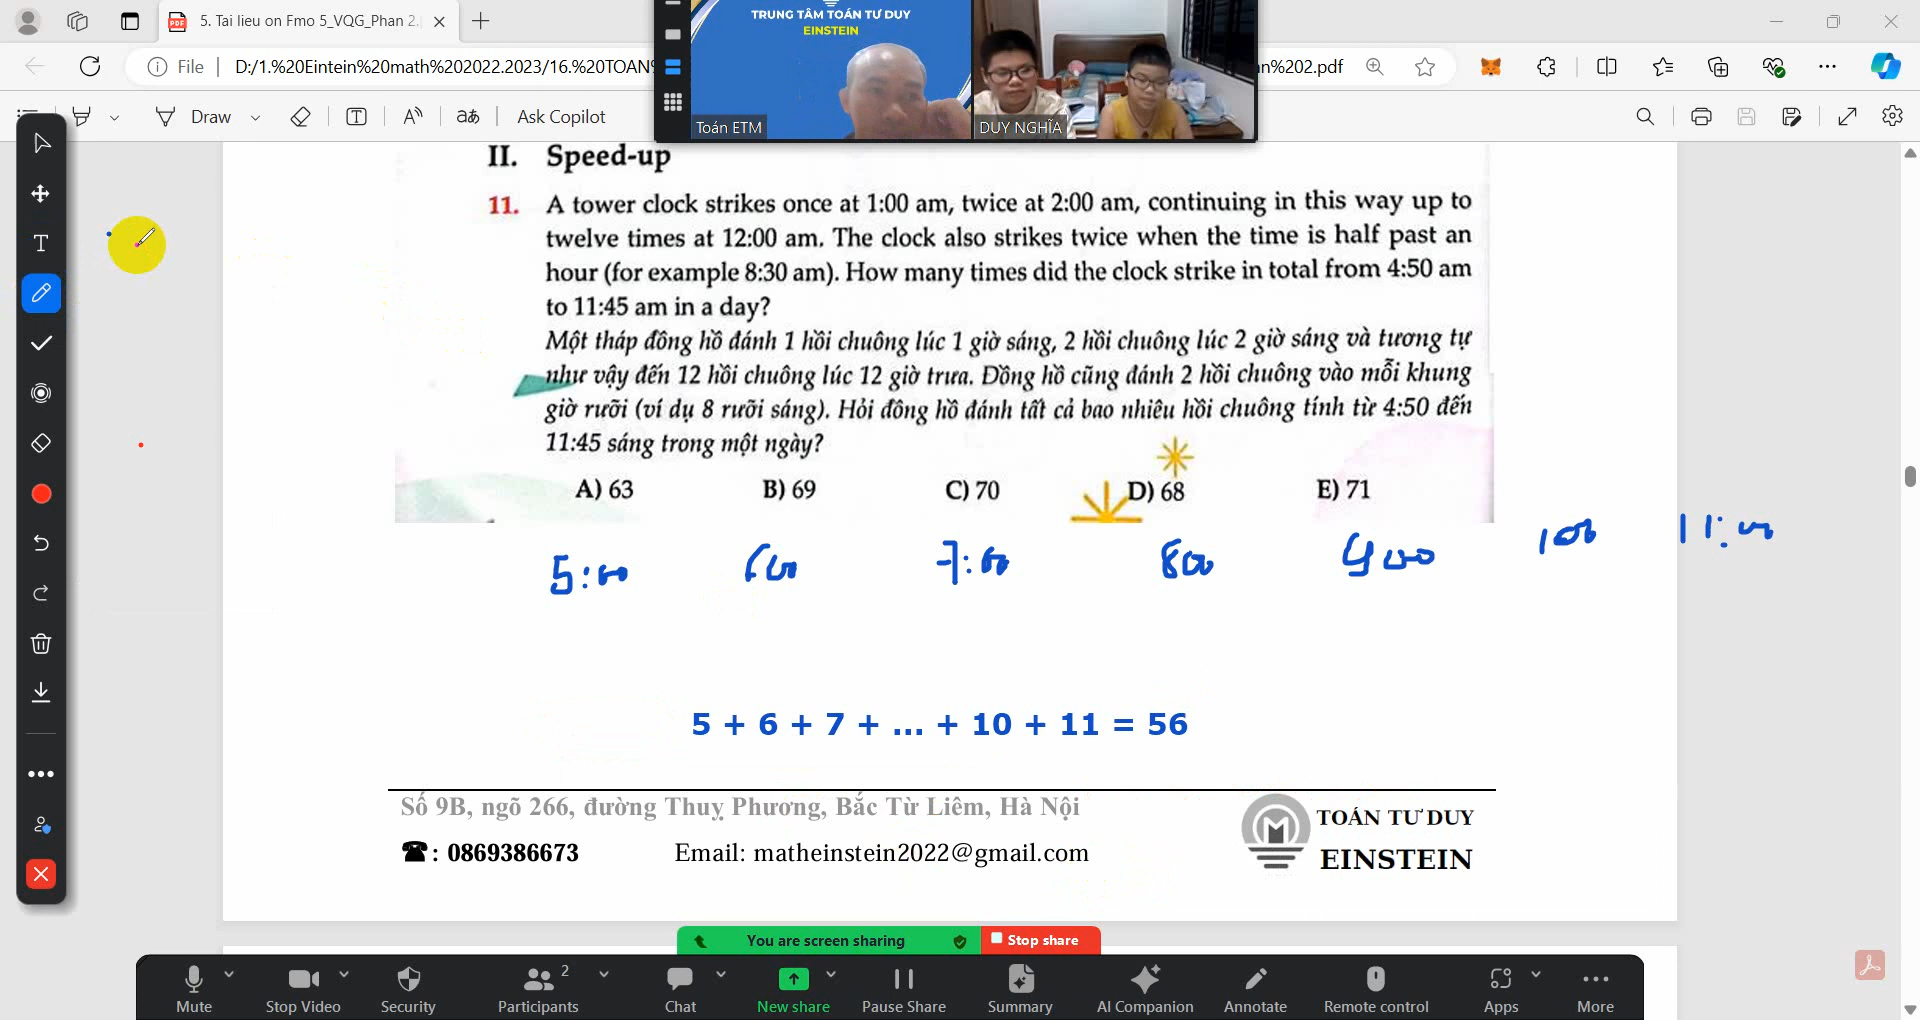 5. Tai lieu on Fmo 5_VQG_Phan 2.
File
D:/1.%20Eintein%20math%202022.2023/16.%20TOAN%
n%202.pdf
TRUNG TÂM TOÁN TƯ DUY
EINSTEIN
Toán ETM
DUY NGHĨA
Draw
Ask Copilot
II. Speed-up
11. A tower clock strikes once at 1:00 am, twice at 2:00 am, continuing in this way up to
twelve times at 12:00 am. The clock also strikes twice when the time is half past an
hour (for example 8:30 am). How many times did the clock strike in total from 4:50 am
to 11:45 am in a day?
Một tháp đồng hồ đánh 1 hồi chuông lúc 1 giờ sáng, 2 hồi chuông lúc 2 giờ sáng và tương tự
như vậy đến 12 hồi chuông lúc 12 giờ trưa. Đồng hồ cũng đánh 2 hồi chuông vào mỗi khung
giờ rưỡi (ví dụ 8 rưỡi sáng). Hỏi đồng hồ đánh tất cả bao nhiêu hồi chuông tính từ 4:50 đến
11:45 sáng trong một ngày?
A) 63 B) 69 C) 70 D) 68 E) 71
5:00 600 7:00 800 900 1000 11:00
5 + 6 + 7 + ... + 10 + 11 = 56
Số 9B, ngõ 266, đường Thuỵ Phương, Bắc Từ Liêm, Hà Nội
☎: 0869386673 Email: matheinstein2022@gmail.com
TOÁN TƯ DUY
EINSTEIN
You are screen sharing Stop share
2
Mute Stop Video Security Participants Chat New share Pause Share Summary AI Companion Annotate Remote control Apps More